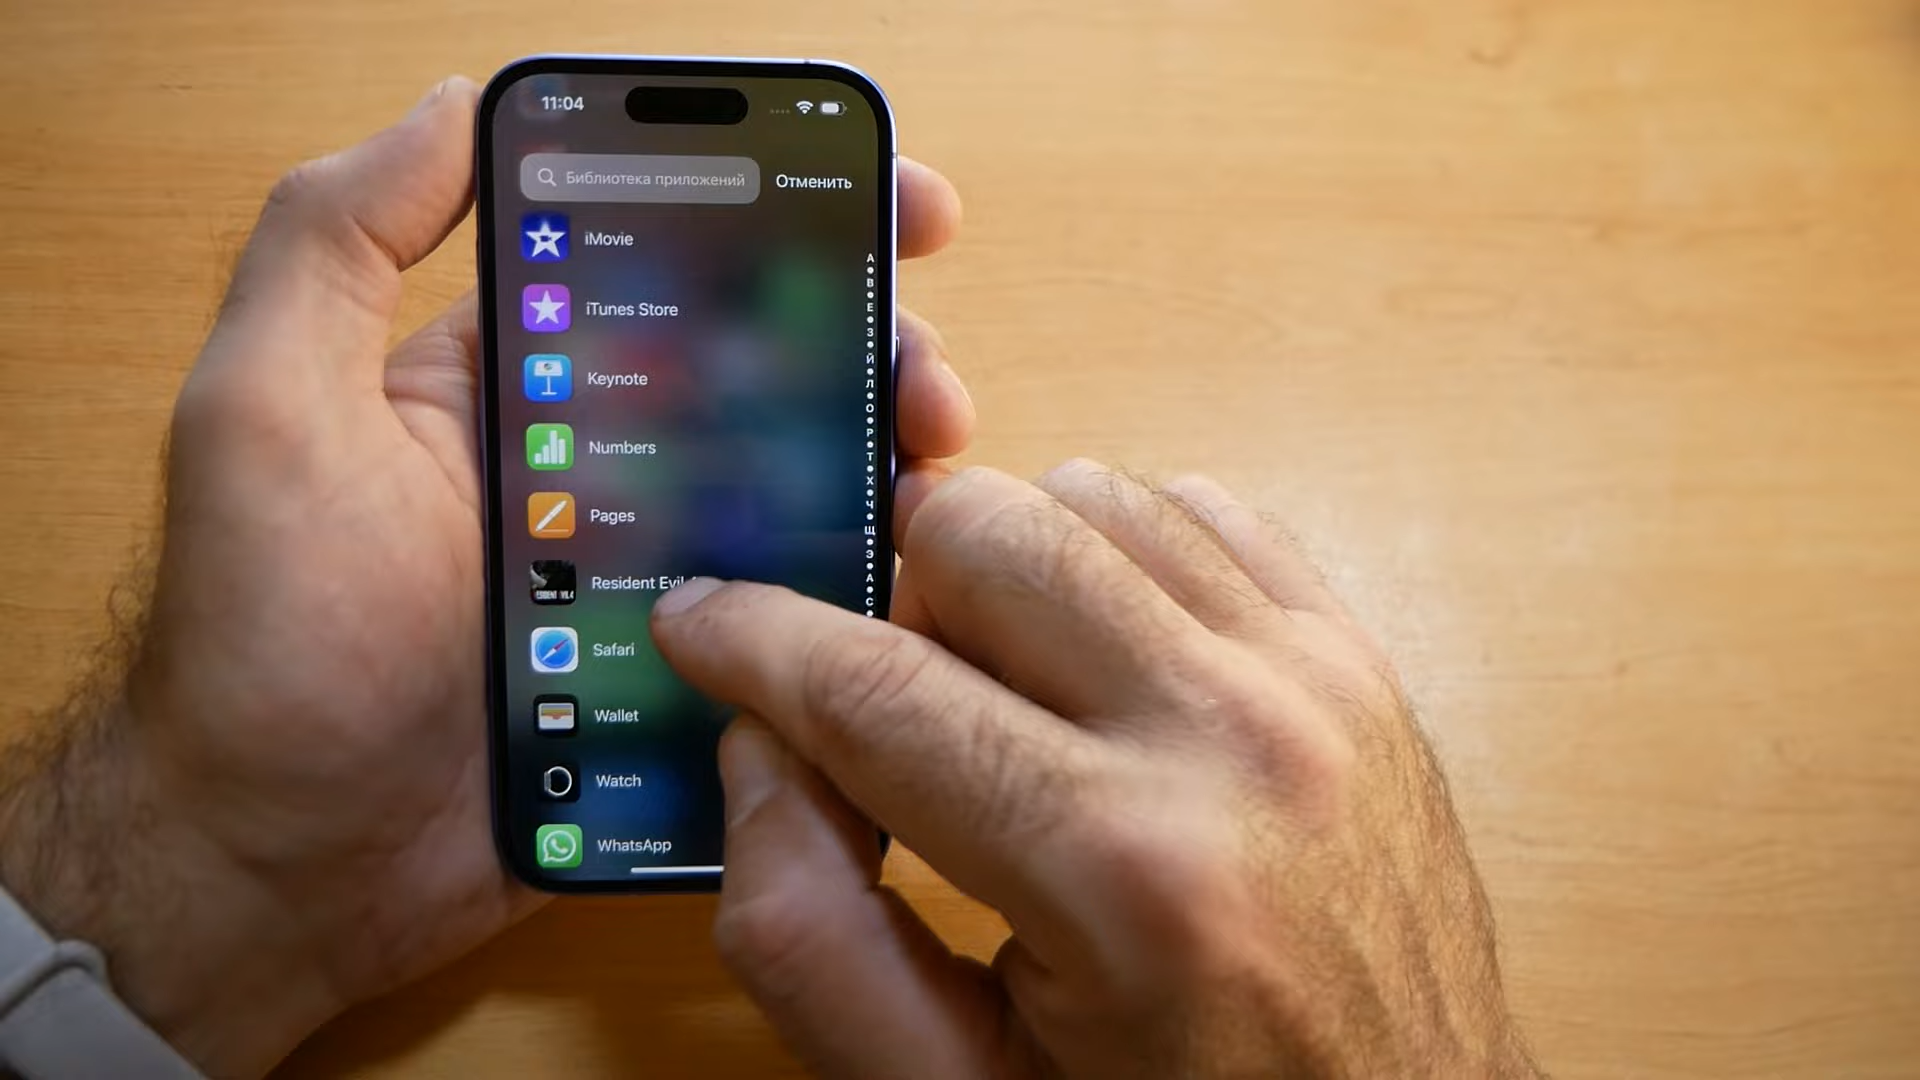 11:04
Библиотека приложений
Отменить
iMovie
iTunes Store
Keynote
Numbers
Pages
Resident Evil
Safari
Wallet
Watch
WhatsApp
А
В
Е
З
Й
Л
О
Р
Т
Х
Ч
Щ
Э
A
C